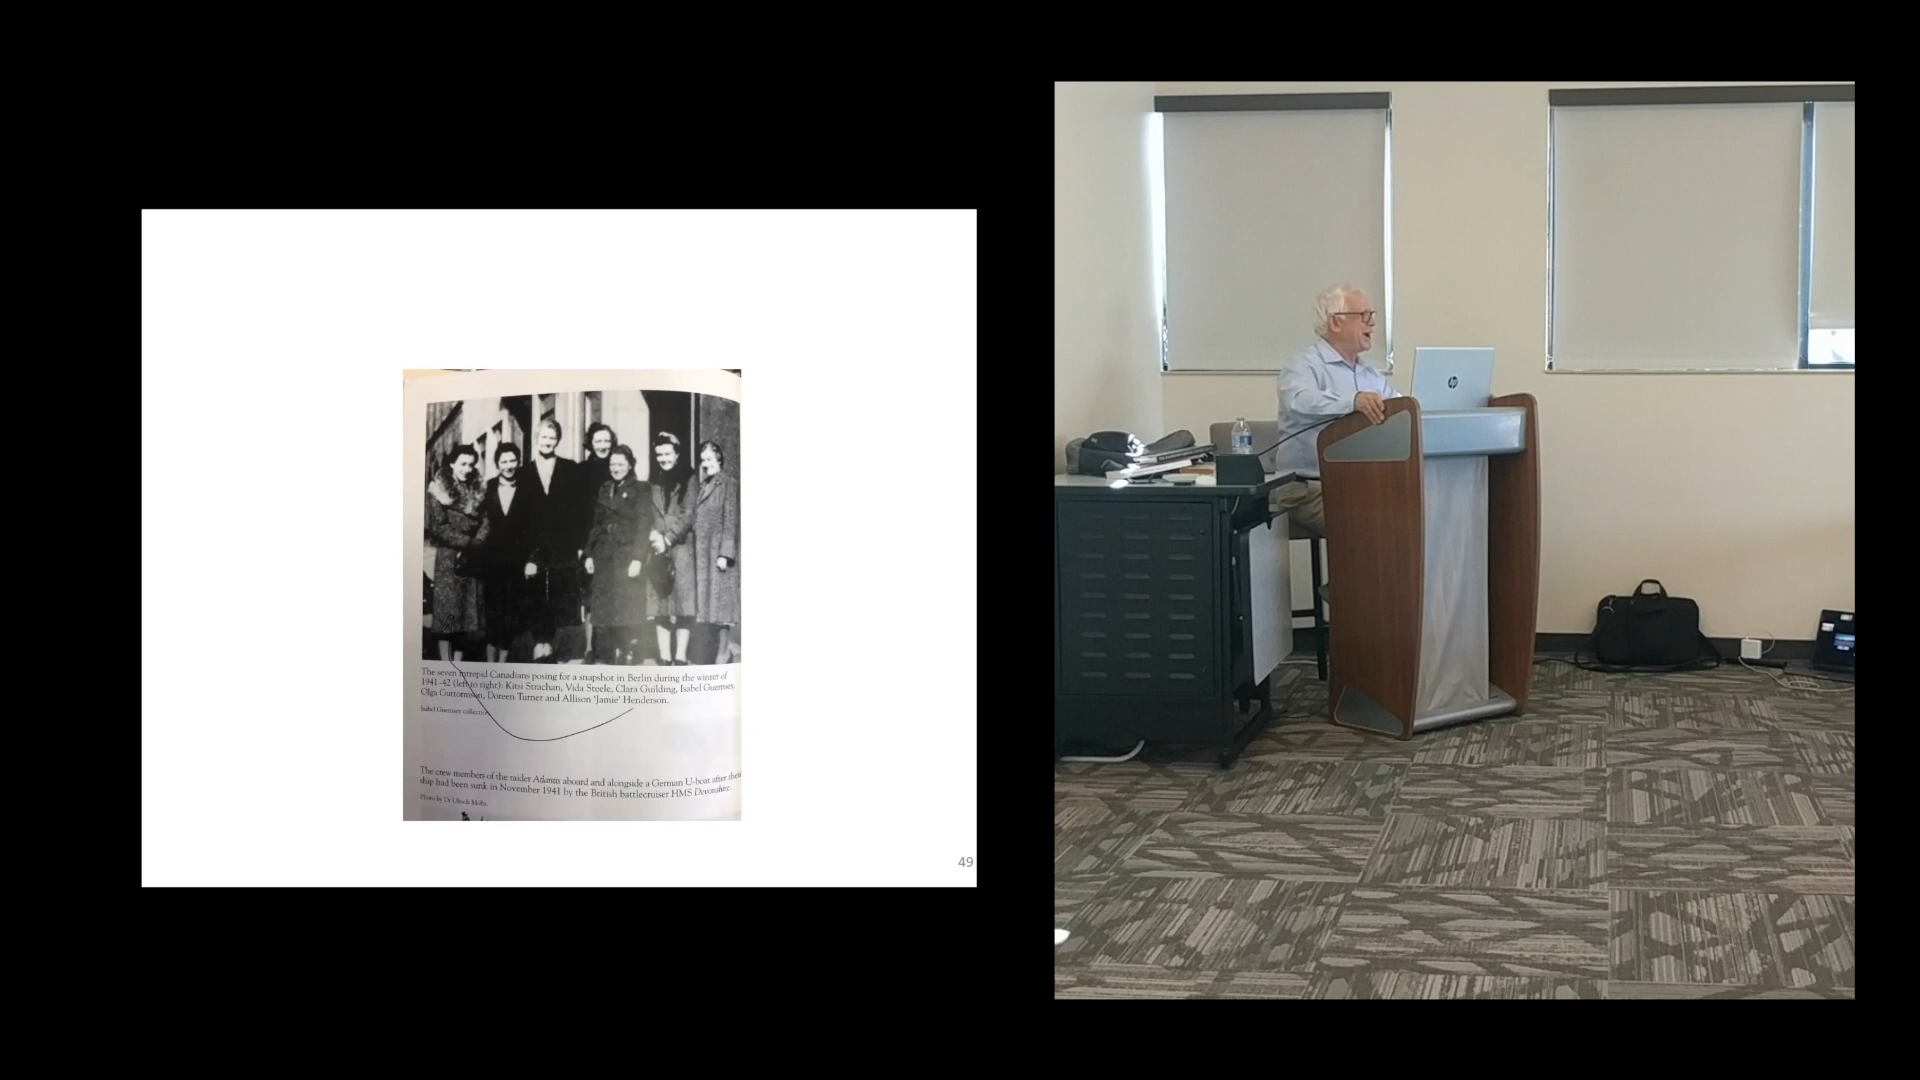 The seven intrepid Canadians posing for a snapshot in Berlin during the winter of
1941–42 (left to right): Kitsi Strachan, Vida Steele, Clara Guilding, Isabel Guernsey,
Olga Guttormson, Doreen Turner and Allison 'Jamie' Henderson.
Isabel Guernsey collection
The crew members of the raider Atlantis aboard and alongside a German U-boat after their
ship had been sunk in November 1941 by the British battlecruiser HMS Devonshire.
Photo by Dr Ulrich Mohr.
49
hp